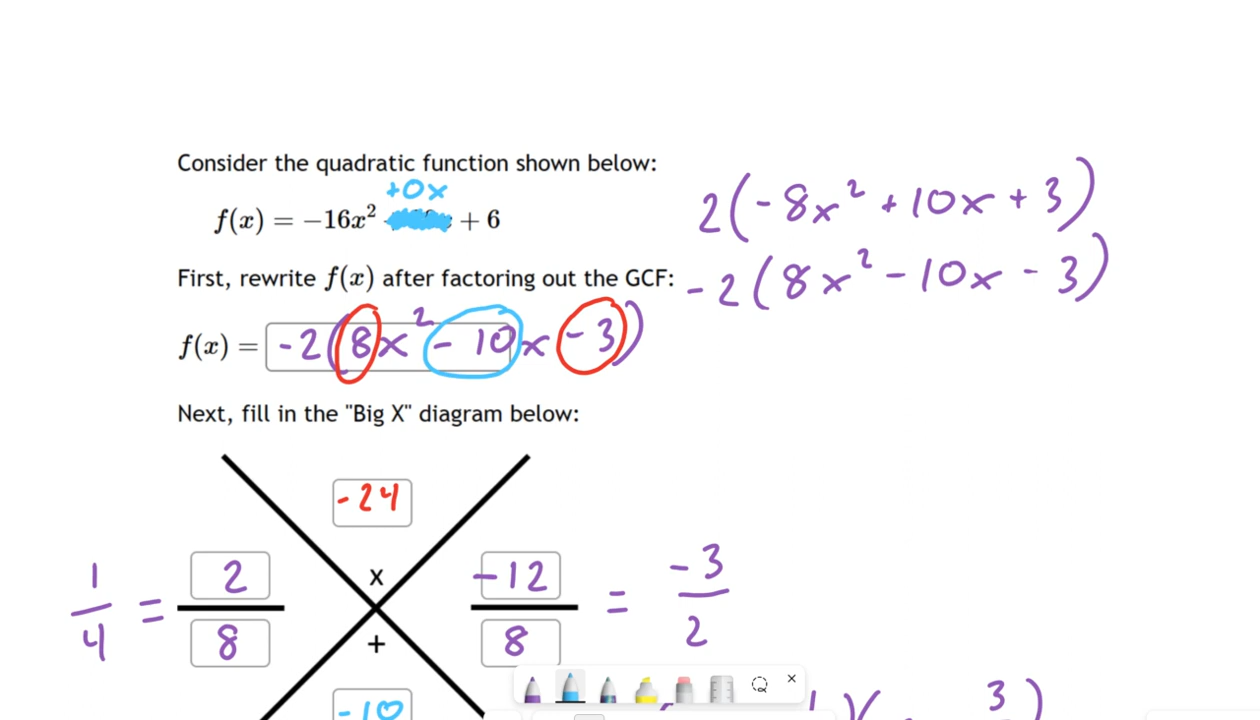 Consider the quadratic function shown below:
+0x
f(x) = −16x² + 6
2(-8x² + 10x + 3)
First, rewrite f(x) after factoring out the GCF:
-2(8x² - 10x - 3)
f(x) = -2(8x² - 10x - 3)
Next, fill in the "Big X" diagram below:
-24
1/4 = 2/8
x
-12/8 = -3/2
+
-10
)( 3 )